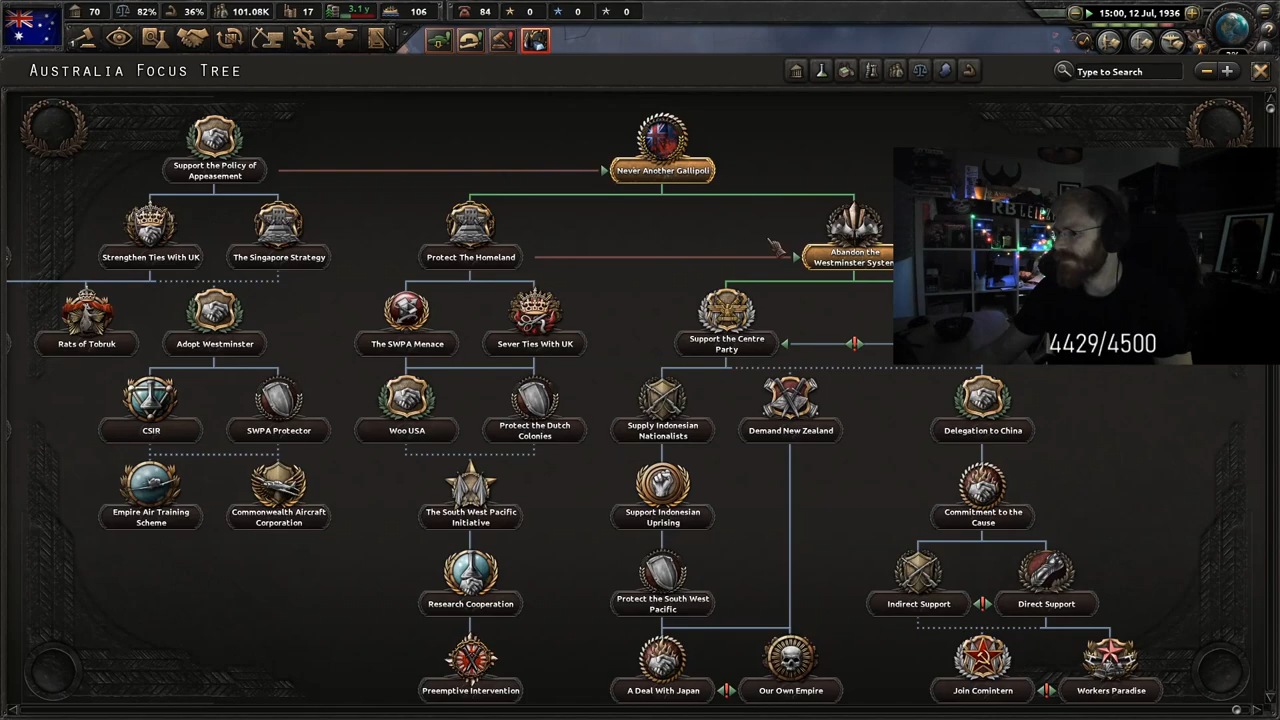 70
82%
36%
101.08K
17
3.1 y
106
84
0
0
0
15:00, 12 Jul, 1936
AUSTRALIA FOCUS TREE
Type to Search
Support the Policy of
Appeasement
Never Another Gallipoli
Strengthen Ties With UK
The Singapore Strategy
Protect The Homeland
Abandon the
Westminster System
Rats of Tobruk
Adopt Westminster
The SWPA Menace
Sever Ties With UK
Support the Centre
Party
4429/4500
CSIR
SWPA Protector
Woo USA
Protect the Dutch
Colonies
Supply Indonesian
Nationalists
Demand New Zealand
Delegation to China
Empire Air Training
Scheme
Commonwealth Aircraft
Corporation
The South West Pacific
Initiative
Support Indonesian
Uprising
Commitment to the
Cause
Research Cooperation
Protect the South West
Pacific
Indirect Support
Direct Support
Preemptive Intervention
A Deal With Japan
Our Own Empire
Join Comintern
Workers Paradise